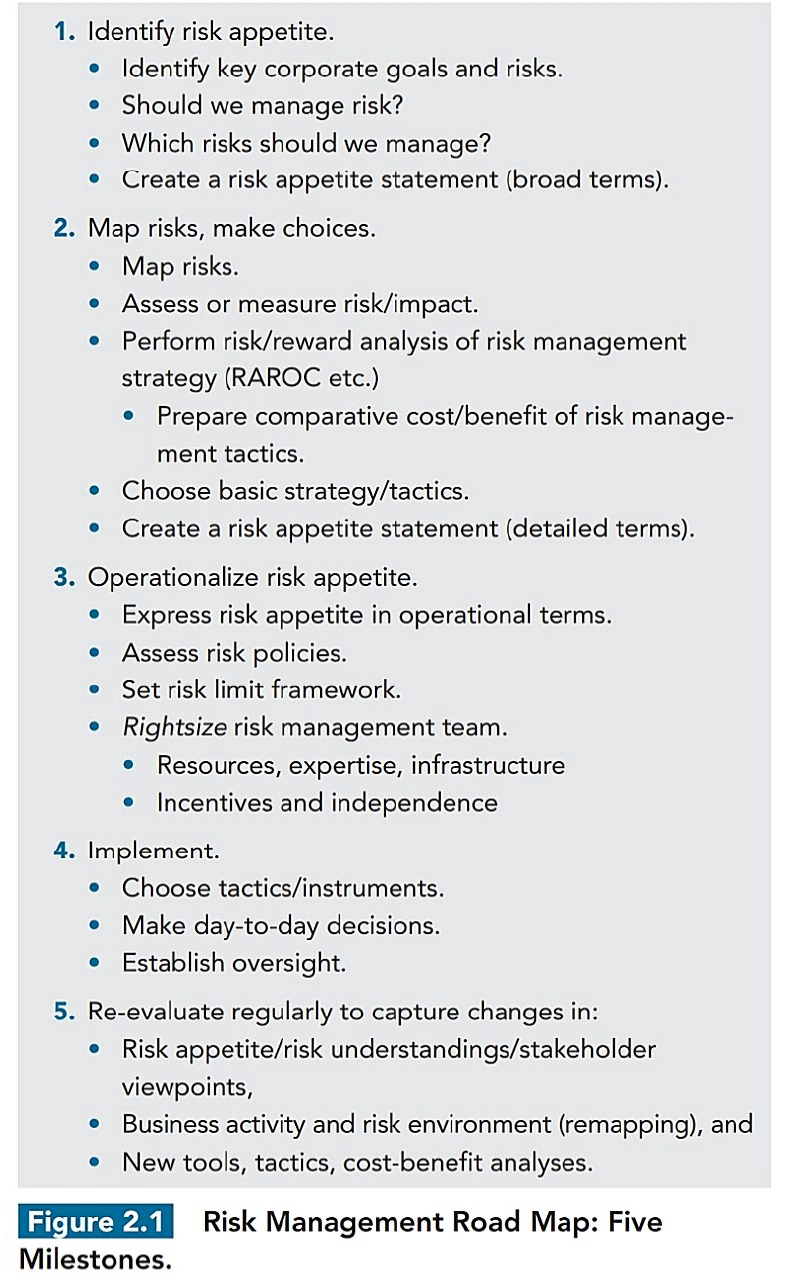 1. Identify risk appetite.
• Identify key corporate goals and risks.
• Should we manage risk?
• Which risks should we manage?
• Create a risk appetite statement (broad terms).
2. Map risks, make choices.
• Map risks.
• Assess or measure risk/impact.
• Perform risk/reward analysis of risk management
strategy (RAROC etc.)
• Prepare comparative cost/benefit of risk manage-
ment tactics.
• Choose basic strategy/tactics.
• Create a risk appetite statement (detailed terms).
3. Operationalize risk appetite.
• Express risk appetite in operational terms.
• Assess risk policies.
• Set risk limit framework.
• Rightsize risk management team.
• Resources, expertise, infrastructure
• Incentives and independence
4. Implement.
• Choose tactics/instruments.
• Make day-to-day decisions.
• Establish oversight.
5. Re-evaluate regularly to capture changes in:
• Risk appetite/risk understandings/stakeholder
viewpoints,
• Business activity and risk environment (remapping), and
• New tools, tactics, cost-benefit analyses.
Figure 2.1 Risk Management Road Map: Five
Milestones.